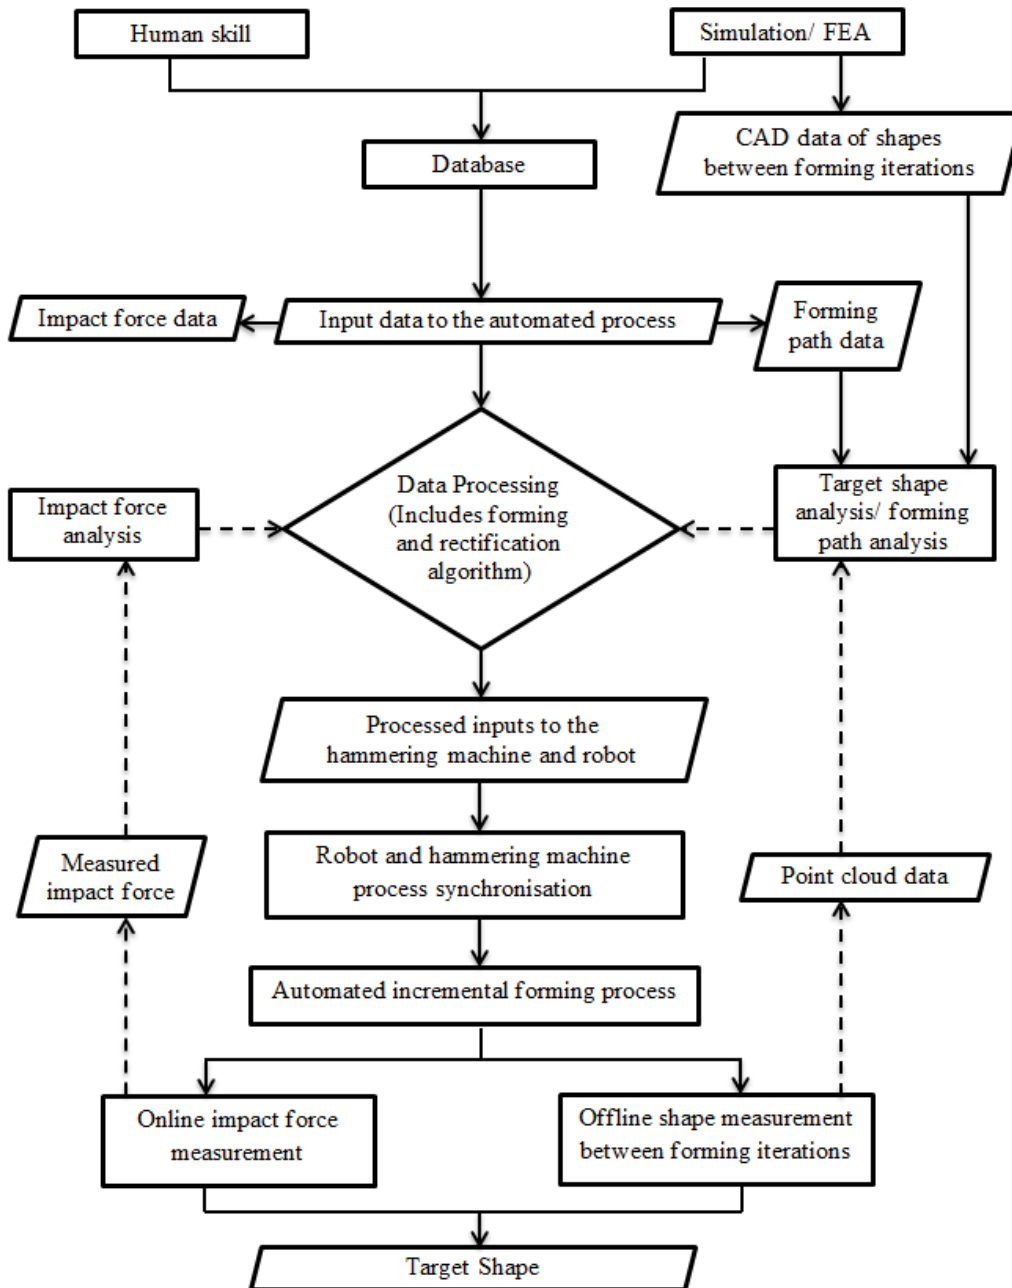 Human skill
Simulation/ FEA
CAD data of shapes
between forming iterations
Database
Impact force data
Input data to the automated process
Forming
path data
Impact force
analysis
Data Processing
(Includes forming
and rectification
algorithm)
Target shape
analysis/ forming
path analysis
Processed inputs to the
hammering machine and robot
Robot and hammering machine
process synchronisation
Measured
impact force
Point cloud data
Automated incremental forming process
Online impact force
measurement
Offline shape measurement
between forming iterations
Target Shape